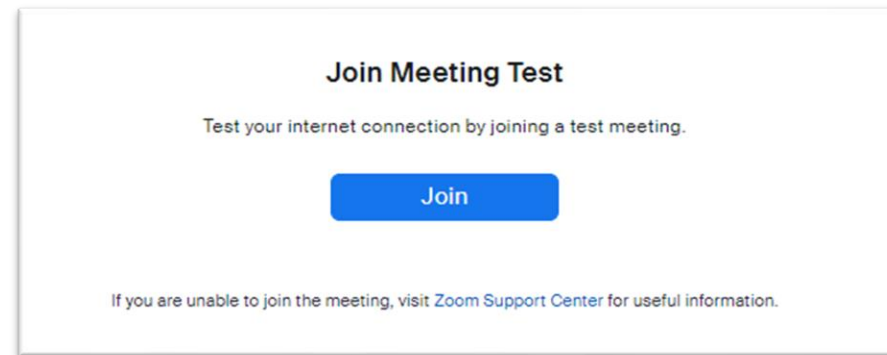 Join Meeting Test
Test your internet connection by joining a test meeting.
Join
If you are unable to join the meeting, visit Zoom Support Center for useful information.